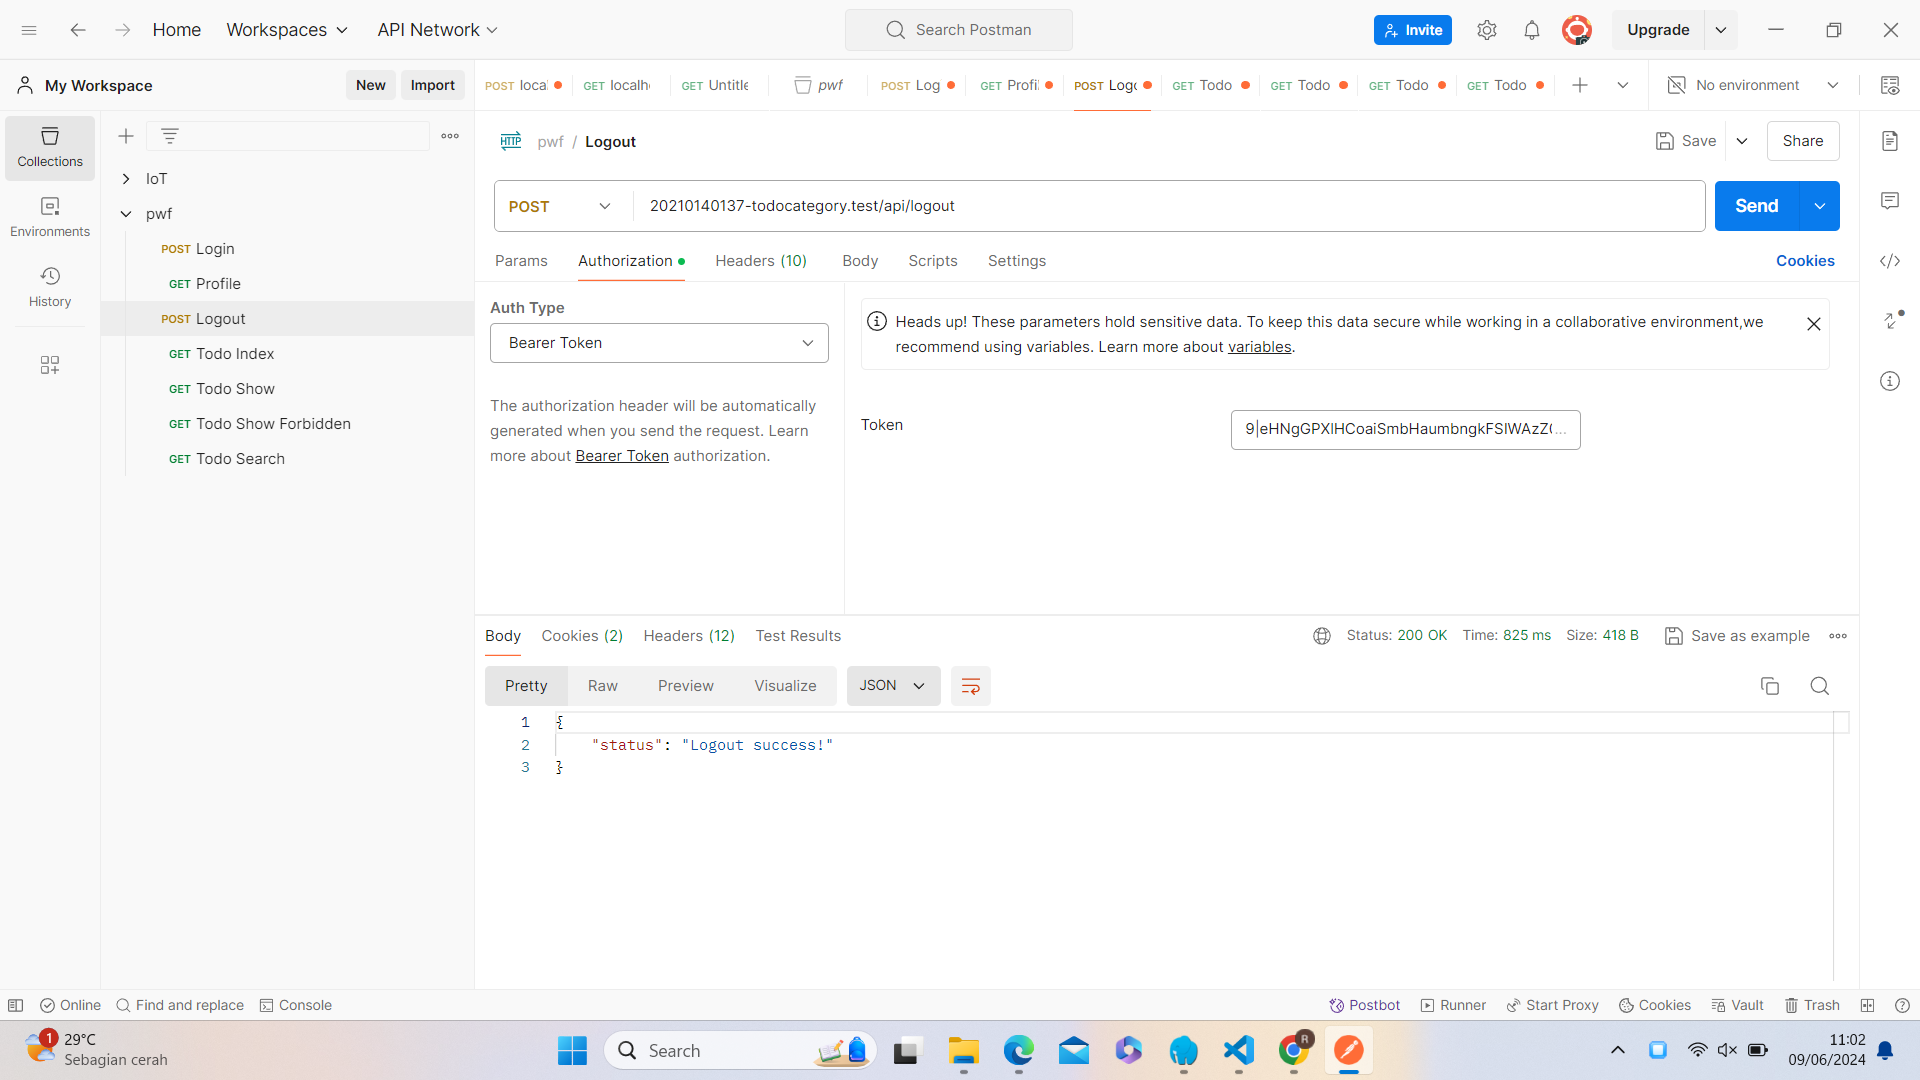 Home
Workspaces
API Network
Search Postman
Invite
Upgrade
My Workspace
New
Import
POST loca
GET localh
GET Untitle
pwf
POST Log
GET Profi
POST Logo
GET Todo
GET Todo
GET Todo
GET Todo
No environment
Collections
Environments
History
IoT
pwf
POST Login
GET Profile
POST Logout
GET Todo Index
GET Todo Show
GET Todo Show Forbidden
GET Todo Search
HTTP pwf / Logout
Save
Share
POST
20210140137-todocategory.test/api/logout
Send
Params
Authorization
Headers (10)
Body
Scripts
Settings
Cookies
Auth Type
Bearer Token
The authorization header will be automatically
generated when you send the request. Learn
more about Bearer Token authorization.
Heads up! These parameters hold sensitive data. To keep this data secure while working in a collaborative environment,we
recommend using variables. Learn more about variables.
Token
Body
Cookies (2)
Headers (12)
Test Results
Status: 200 OK
Time: 825 ms
Size: 418 B
Save as example
Pretty
Raw
Preview
Visualize
JSON
1 {
2 "status": "Logout success!"
3 }
Online
Find and replace
Console
Postbot
Runner
Start Proxy
Cookies
Vault
Trash
1
29°C
Sebagian cerah
Search
R
11:02
09/06/2024